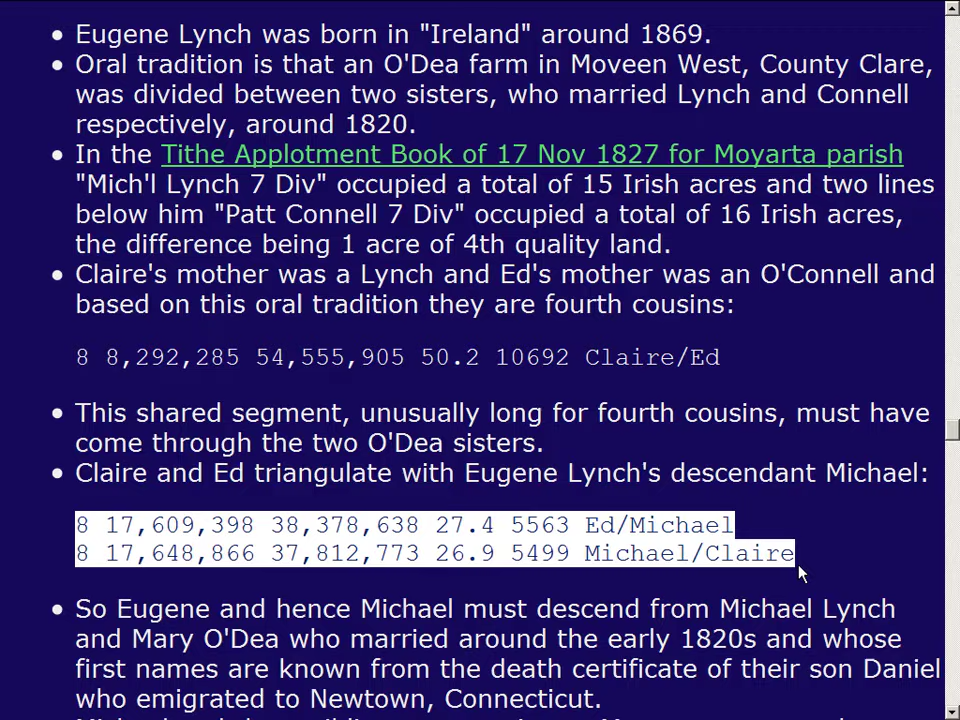 Eugene Lynch was born in "Ireland" around 1869.
Oral tradition is that an O'Dea farm in Moveen West, County Clare,
was divided between two sisters, who married Lynch and Connell
respectively, around 1820.
In the Tithe Applotment Book of 17 Nov 1827 for Moyarta parish
"Mich'l Lynch 7 Div" occupied a total of 15 Irish acres and two lines
below him "Patt Connell 7 Div" occupied a total of 16 Irish acres,
the difference being 1 acre of 4th quality land.
Claire's mother was a Lynch and Ed's mother was an O'Connell and
based on this oral tradition they are fourth cousins:
8 8,292,285 54,555,905 50.2 10692 Claire/Ed
This shared segment, unusually long for fourth cousins, must have
come through the two O'Dea sisters.
Claire and Ed triangulate with Eugene Lynch's descendant Michael:
8 17,609,398 38,378,638 27.4 5563 Ed/Michael
8 17,648,866 37,812,773 26.9 5499 Michael/Claire
So Eugene and hence Michael must descend from Michael Lynch
and Mary O'Dea who married around the early 1820s and whose
first names are known from the death certificate of their son Daniel
who emigrated to Newtown, Connecticut.